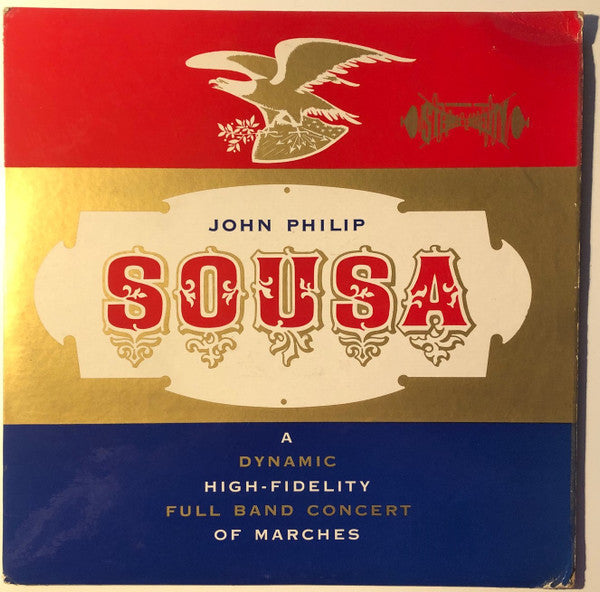 JOHN PHILIP
SOUSA
A
DYNAMIC
HIGH-FIDELITY
FULL BAND CONCERT
OF MARCHES